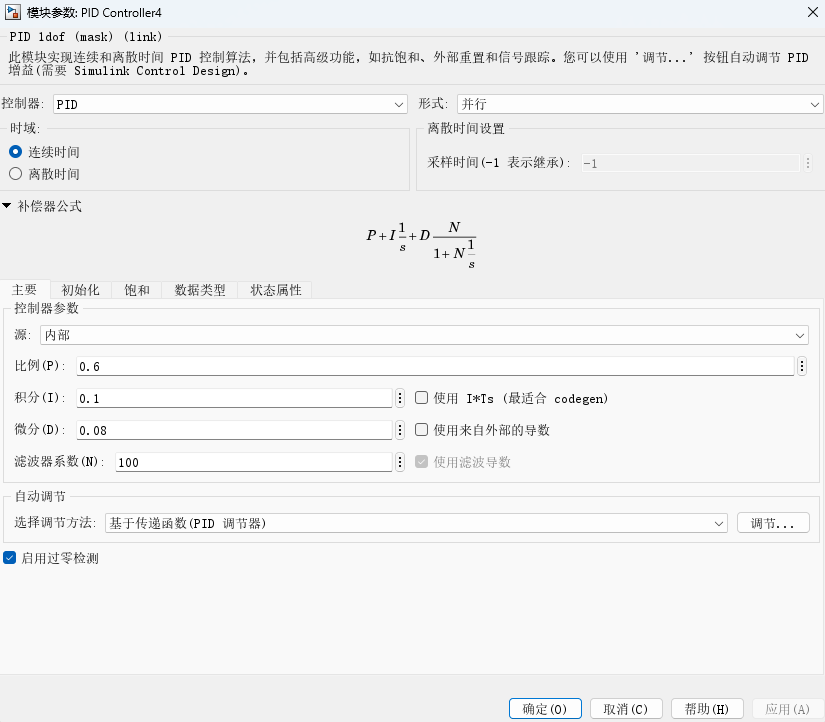 模块参数: PID Controller4
PID 1dof (mask) (link)
此模块实现连续和离散时间 PID 控制算法，并包括高级功能，如抗饱和、外部重置和信号跟踪。您可以使用 '调节...' 按钮自动调节 PID
增益(需要 Simulink Control Design)。
控制器: PID 形式: 并行
时域: 离散时间设置
连续时间
采样时间(-1 表示继承): -1
离散时间
补偿器公式
P+I 1/s +D N/(1+N 1/s)
主要 初始化 饱和 数据类型 状态属性
控制器参数
源: 内部
比例(P): 0.6
积分(I): 0.1 使用 I*Ts (最适合 codegen)
微分(D): 0.08 使用来自外部的导数
滤波器系数(N): 100 使用滤波导数
自动调节
选择调节方法: 基于传递函数(PID 调节器) 调节...
启用过零检测
确定(O) 取消(C) 帮助(H) 应用(A)